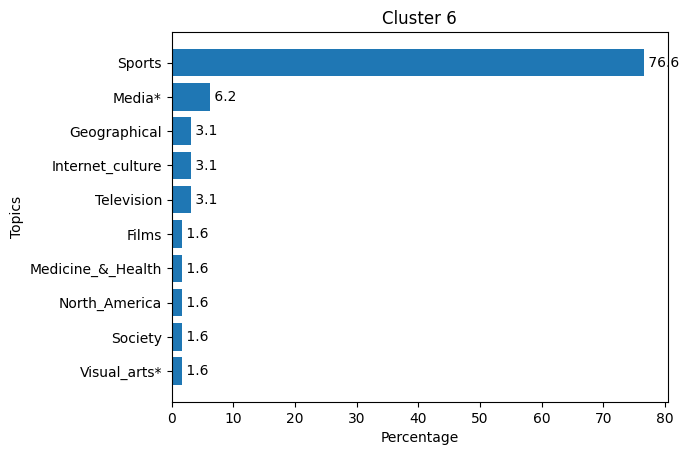 Cluster 6
Topics
Sports 76.6
Media* 6.2
Geographical 3.1
Internet_culture 3.1
Television 3.1
Films 1.6
Medicine_&_Health 1.6
North_America 1.6
Society 1.6
Visual_arts* 1.6
0 10 20 30 40 50 60 70 80
Percentage